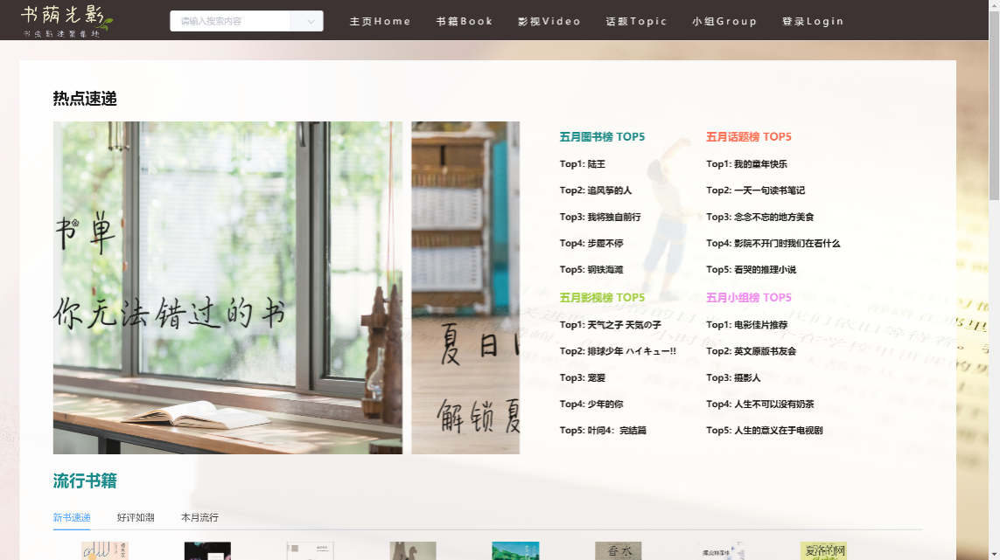 书荫光影
书虫影迷聚集地
请输入搜索内容
主页Home 书籍Book 影视Video 话题Topic 小组Group 登录Login
热点速递
书单
你无法错过的书
夏日
解锁夏
五月图书榜 TOP5
Top1: 陆王
Top2: 追风筝的人
Top3: 我将独自前行
Top4: 步履不停
Top5: 钢铁海滩
五月话题榜 TOP5
Top1: 我的童年快乐
Top2: 一天一句读书笔记
Top3: 念念不忘的地方美食
Top4: 影院不开门时我们在看什么
Top5: 看哭的推理小说
五月影视榜 TOP5
Top1: 天气之子 天気の子
Top2: 排球少年 ハイキュー!!
Top3: 宠爱
Top4: 少年的你
Top5: 叶问4：完结篇
五月小组榜 TOP5
Top1: 电影佳片推荐
Top2: 英文原版书友会
Top3: 摄影人
Top4: 人生不可以没有奶茶
Top5: 人生的意义在于电视剧
流行书籍
新书速递 好评如潮 本月流行
香水
夏洛的网